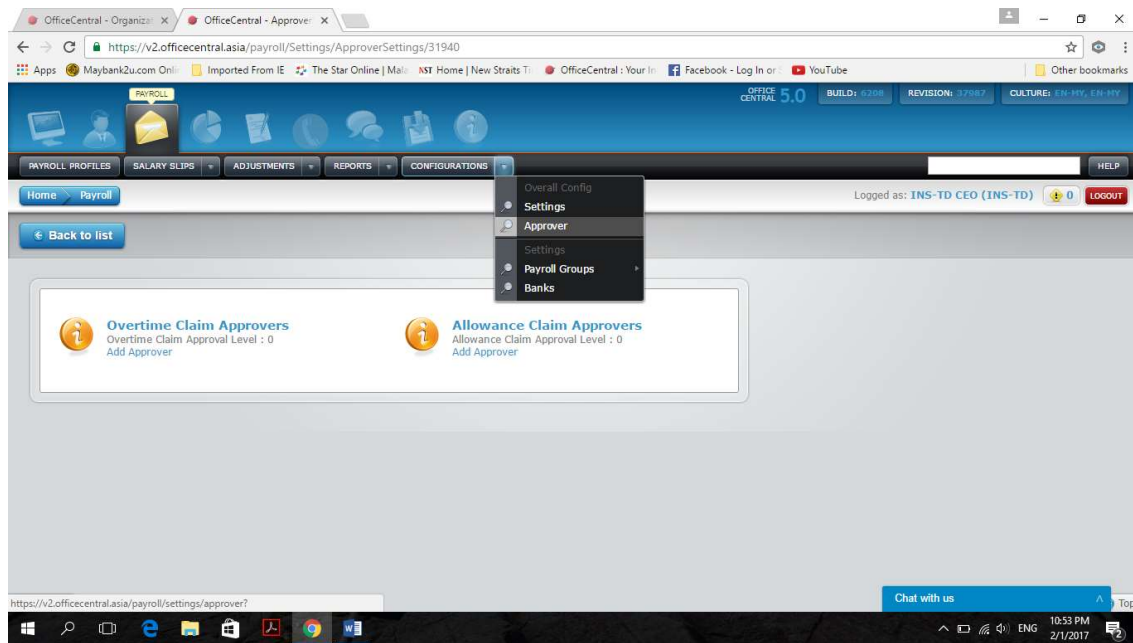 OfficeCentral - Organizat
OfficeCentral - Approver
https://v2.officecentral.asia/payroll/Settings/ApproverSettings/31940
Apps Maybank2u.com Onli Imported From IE The Star Online | Mala NST Home | New Straits Ti OfficeCentral : Your In Facebook - Log In or YouTube Other bookmarks
PAYROLL
OFFICE CENTRAL 5.0 BUILD: 6208 REVISION: 37987 CULTURE: EN-MY, EN-MY
PAYROLL PROFILES SALARY SLIPS ADJUSTMENTS REPORTS CONFIGURATIONS HELP
Home Payroll Logged as: INS-TD CEO (INS-TD) 0 LOGOUT
Overall Config
Settings
Approver
Settings
Payroll Groups
Banks
Back to list
Overtime Claim Approvers
Overtime Claim Approval Level : 0
Add Approver
Allowance Claim Approvers
Allowance Claim Approval Level : 0
Add Approver
https://v2.officecentral.asia/payroll/settings/approver?
Chat with us
Top
ENG 10:53 PM
2/1/2017
2